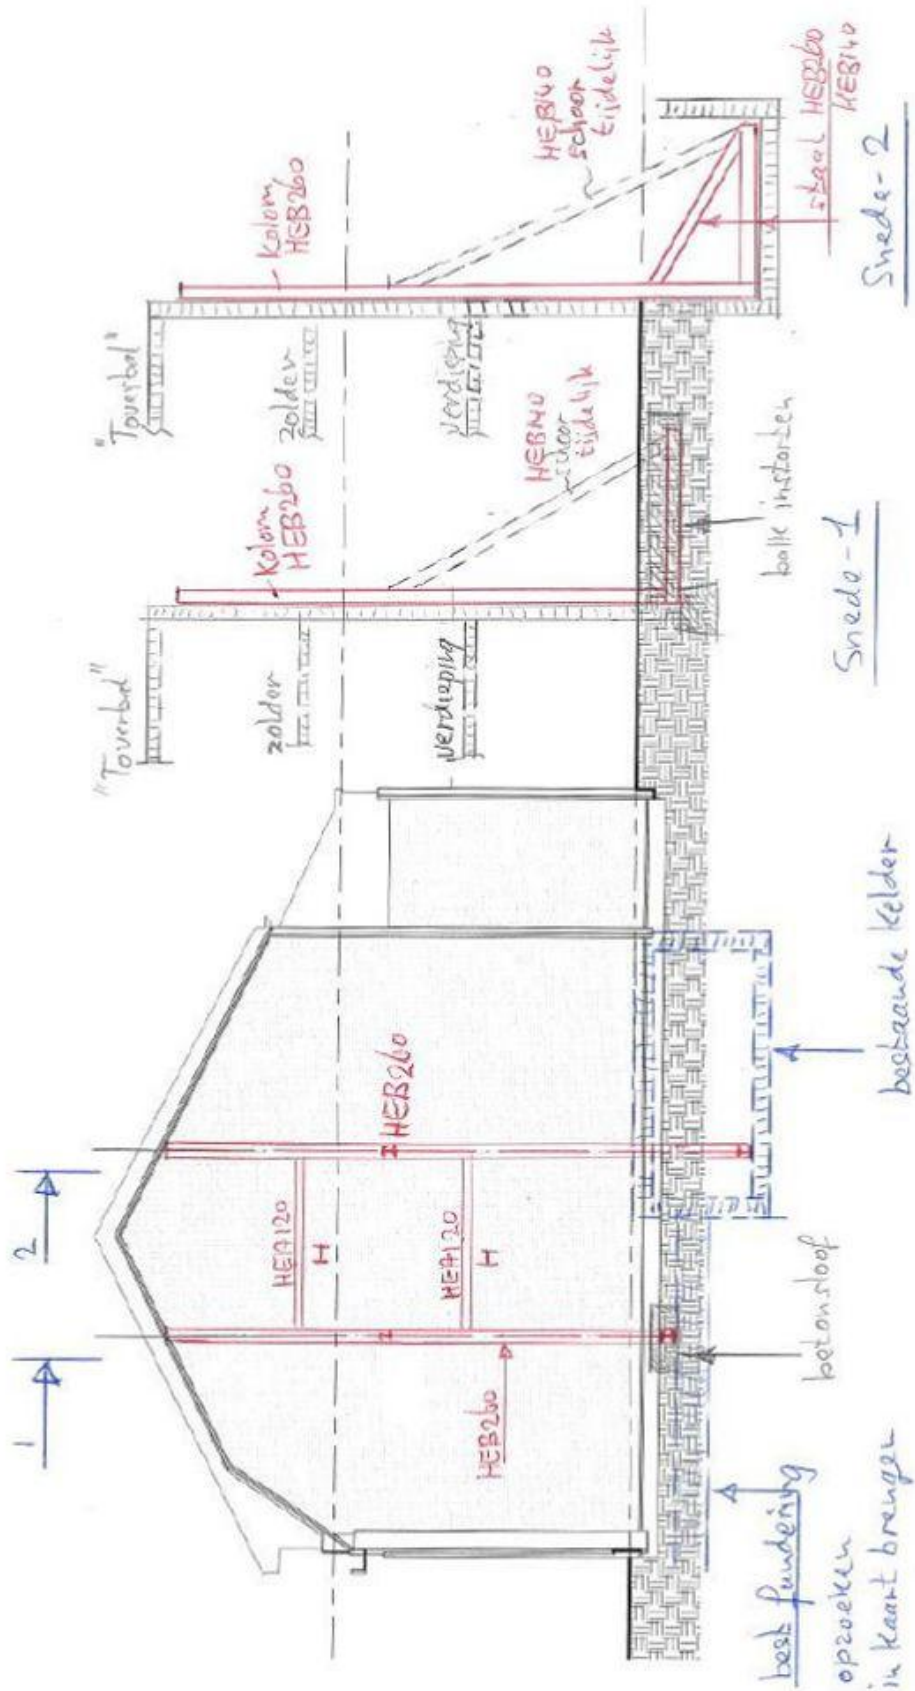 1
2
HEB260
HEA120
H
HEA120
H
HEB260
best fundering
opzoeken
in kaart brengen
betonsloof
bestaande kelder
"Toverbal"
zolder
verdieping
Kolom
HEB260
HEB140
schoor
tijdelijk
balk instorten
Snede-1
"Toverbal"
zolder
verdieping
Kolom
HEB260
HEB140
schoor
tijdelijk
staal HEB260
HEB140
Snede-2